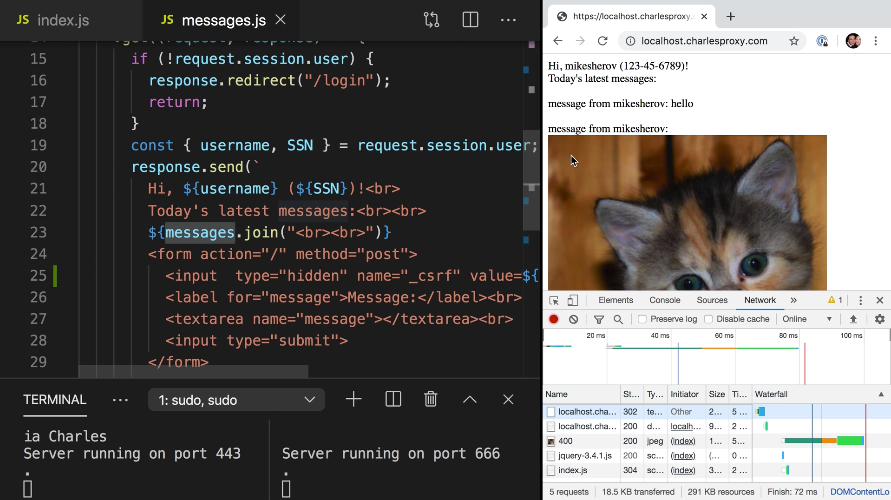 JS index.js
JS messages.js
15 if (!request.session.user) {
16 response.redirect("/login");
17 return;
18 }
19 const { username, SSN } = request.session.user;
20 response.send(`
21 Hi, ${username} (${SSN})!<br>
22 Today's latest messages:<br><br>
23 ${messages.join("<br><br>")}
24 <form action="/" method="post">
25 <input type="hidden" name="_csrf" value=${
26 <label for="message">Message:</label><br>
27 <textarea name="message"></textarea><br>
28 <input type="submit">
29 </form>
TERMINAL ... 1: sudo, sudo
ia Charles
Server running on port 443
.
Server running on port 666
.
https://localhost.charlesproxy.
localhost.charlesproxy.com
Hi, mikesherov (123-45-6789)!
Today's latest messages:
message from mikesherov: hello
message from mikesherov:
Elements Console Sources Network » 1
Preserve log Disable cache Online
20 ms 40 ms 60 ms 80 ms 100 ms
Name St... Ty... Initiator Size Ti... Waterfall
localhost.cha... 302 te... Other 2... 5 ...
localhost.cha... 200 d... localh... 9... 2 ...
400 200 jpeg (index) 1... 5...
jquery-3.4.1.js 200 sc... (index) (... 0 ...
index.js 304 sc... (index) 3... 2 ...
5 requests 18.5 KB transferred 291 KB resources Finish: 72 ms DOMContentLo